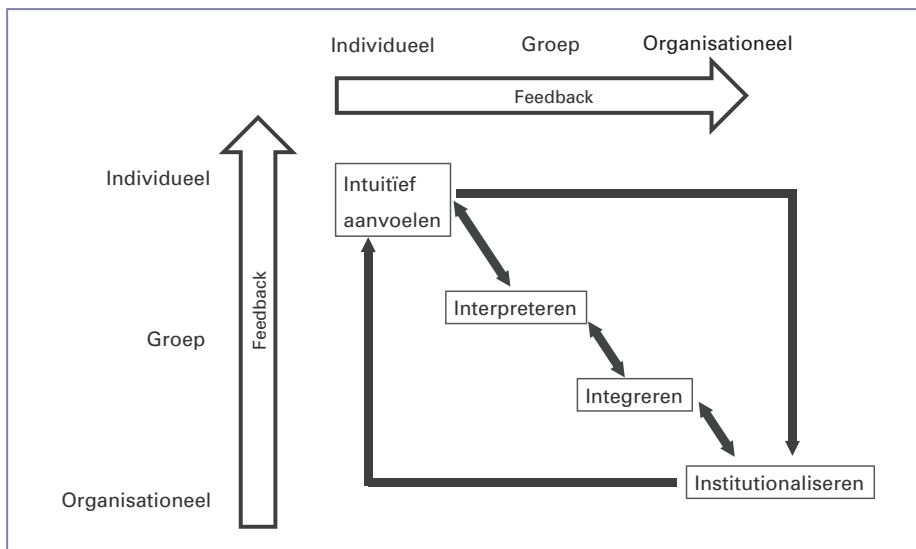 Individueel
Groep
Organisationeel
Feedback
Individueel
Intuïtief
aanvoelen
Feedback
Interpreteren
Groep
Integreren
Institutionaliseren
Organisationeel